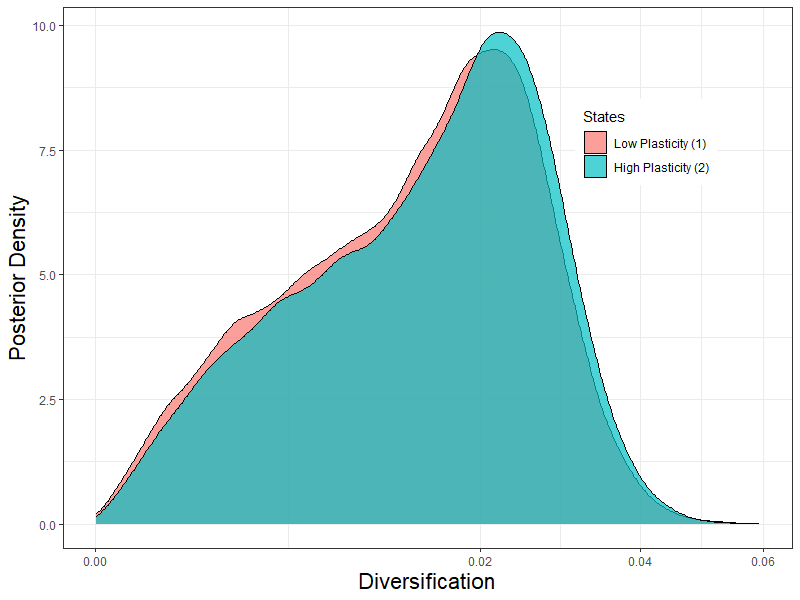 10.0
7.5
5.0
2.5
0.0
Posterior Density
States
Low Plasticity (1)
High Plasticity (2)
0.00
0.02
0.04
0.06
Diversification